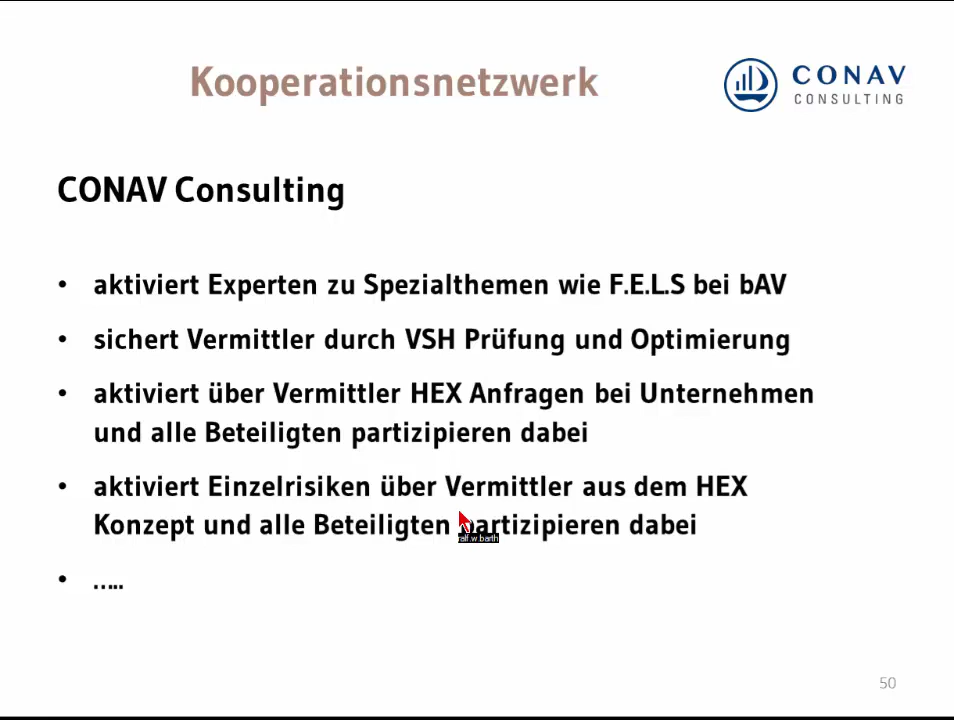 Kooperationsnetzwerk
CONAV
CONSULTING
CONAV Consulting
• aktiviert Experten zu Spezialthemen wie F.E.L.S bei bAV
• sichert Vermittler durch VSH Prüfung und Optimierung
• aktiviert über Vermittler HEX Anfragen bei Unternehmen
und alle Beteiligten partizipieren dabei
• aktiviert Einzelrisiken über Vermittler aus dem HEX
Konzept und alle Beteiligten partizipieren dabei
ralf.w.barth
• .....
50